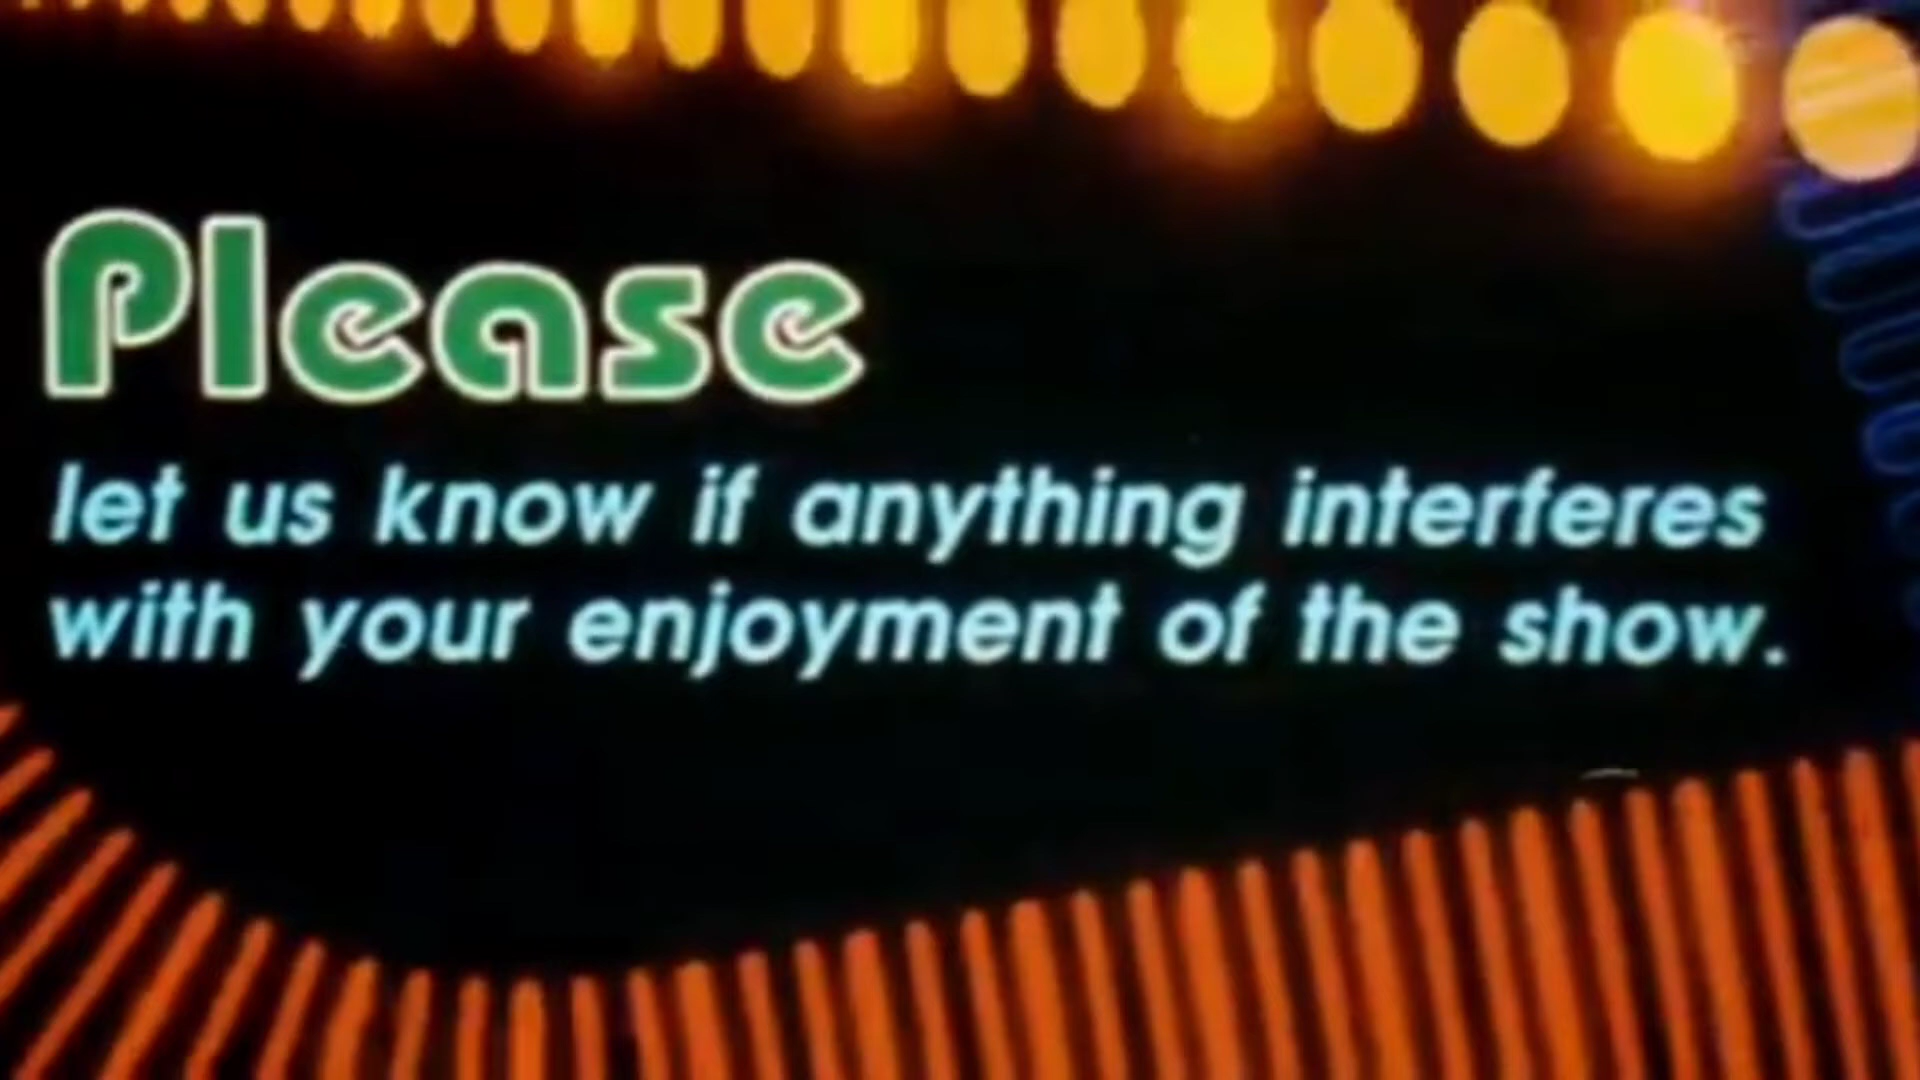 Please
let us know if anything interferes
with your enjoyment of the show.